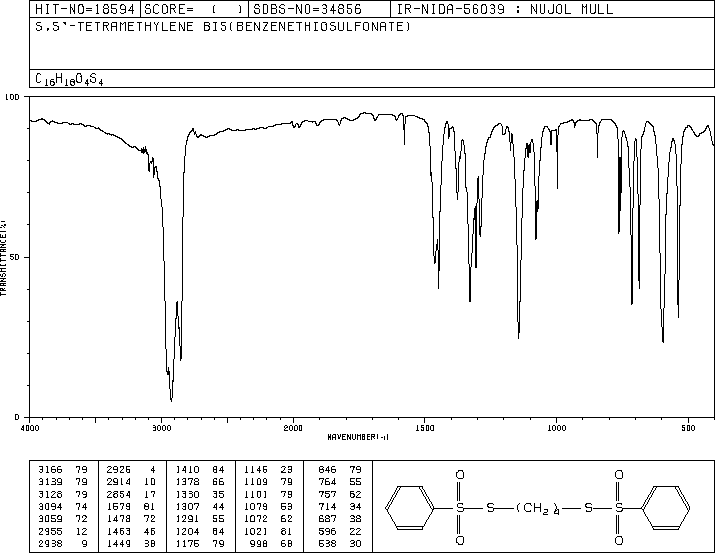 HIT-NO=18594 SCORE= ( ) SDBS-NO=34856 IR-NIDA-56039 : NUJOL MULL
S,S'-TETRAMETHYLENE BIS(BENZENETHIOSULFONATE)
C16H18O4S4
100
50
0
TRANSMITTANCE(%)
4000 3000 2000 1500 1000 500
WAVENUMBER(-1)
3166 79 2926 4 1410 84 1146 23 846 79
3139 79 2914 10 1378 66 1109 79 764 55
3128 79 2854 17 1330 35 1101 79 757 62
3094 74 1579 81 1307 44 1079 53 714 34
3059 72 1478 72 1291 55 1072 62 687 38
2955 12 1463 46 1204 84 1021 81 596 22
2938 9 1449 38 1176 79 998 68 538 30
O O
S S (CH2)4 S S
O O